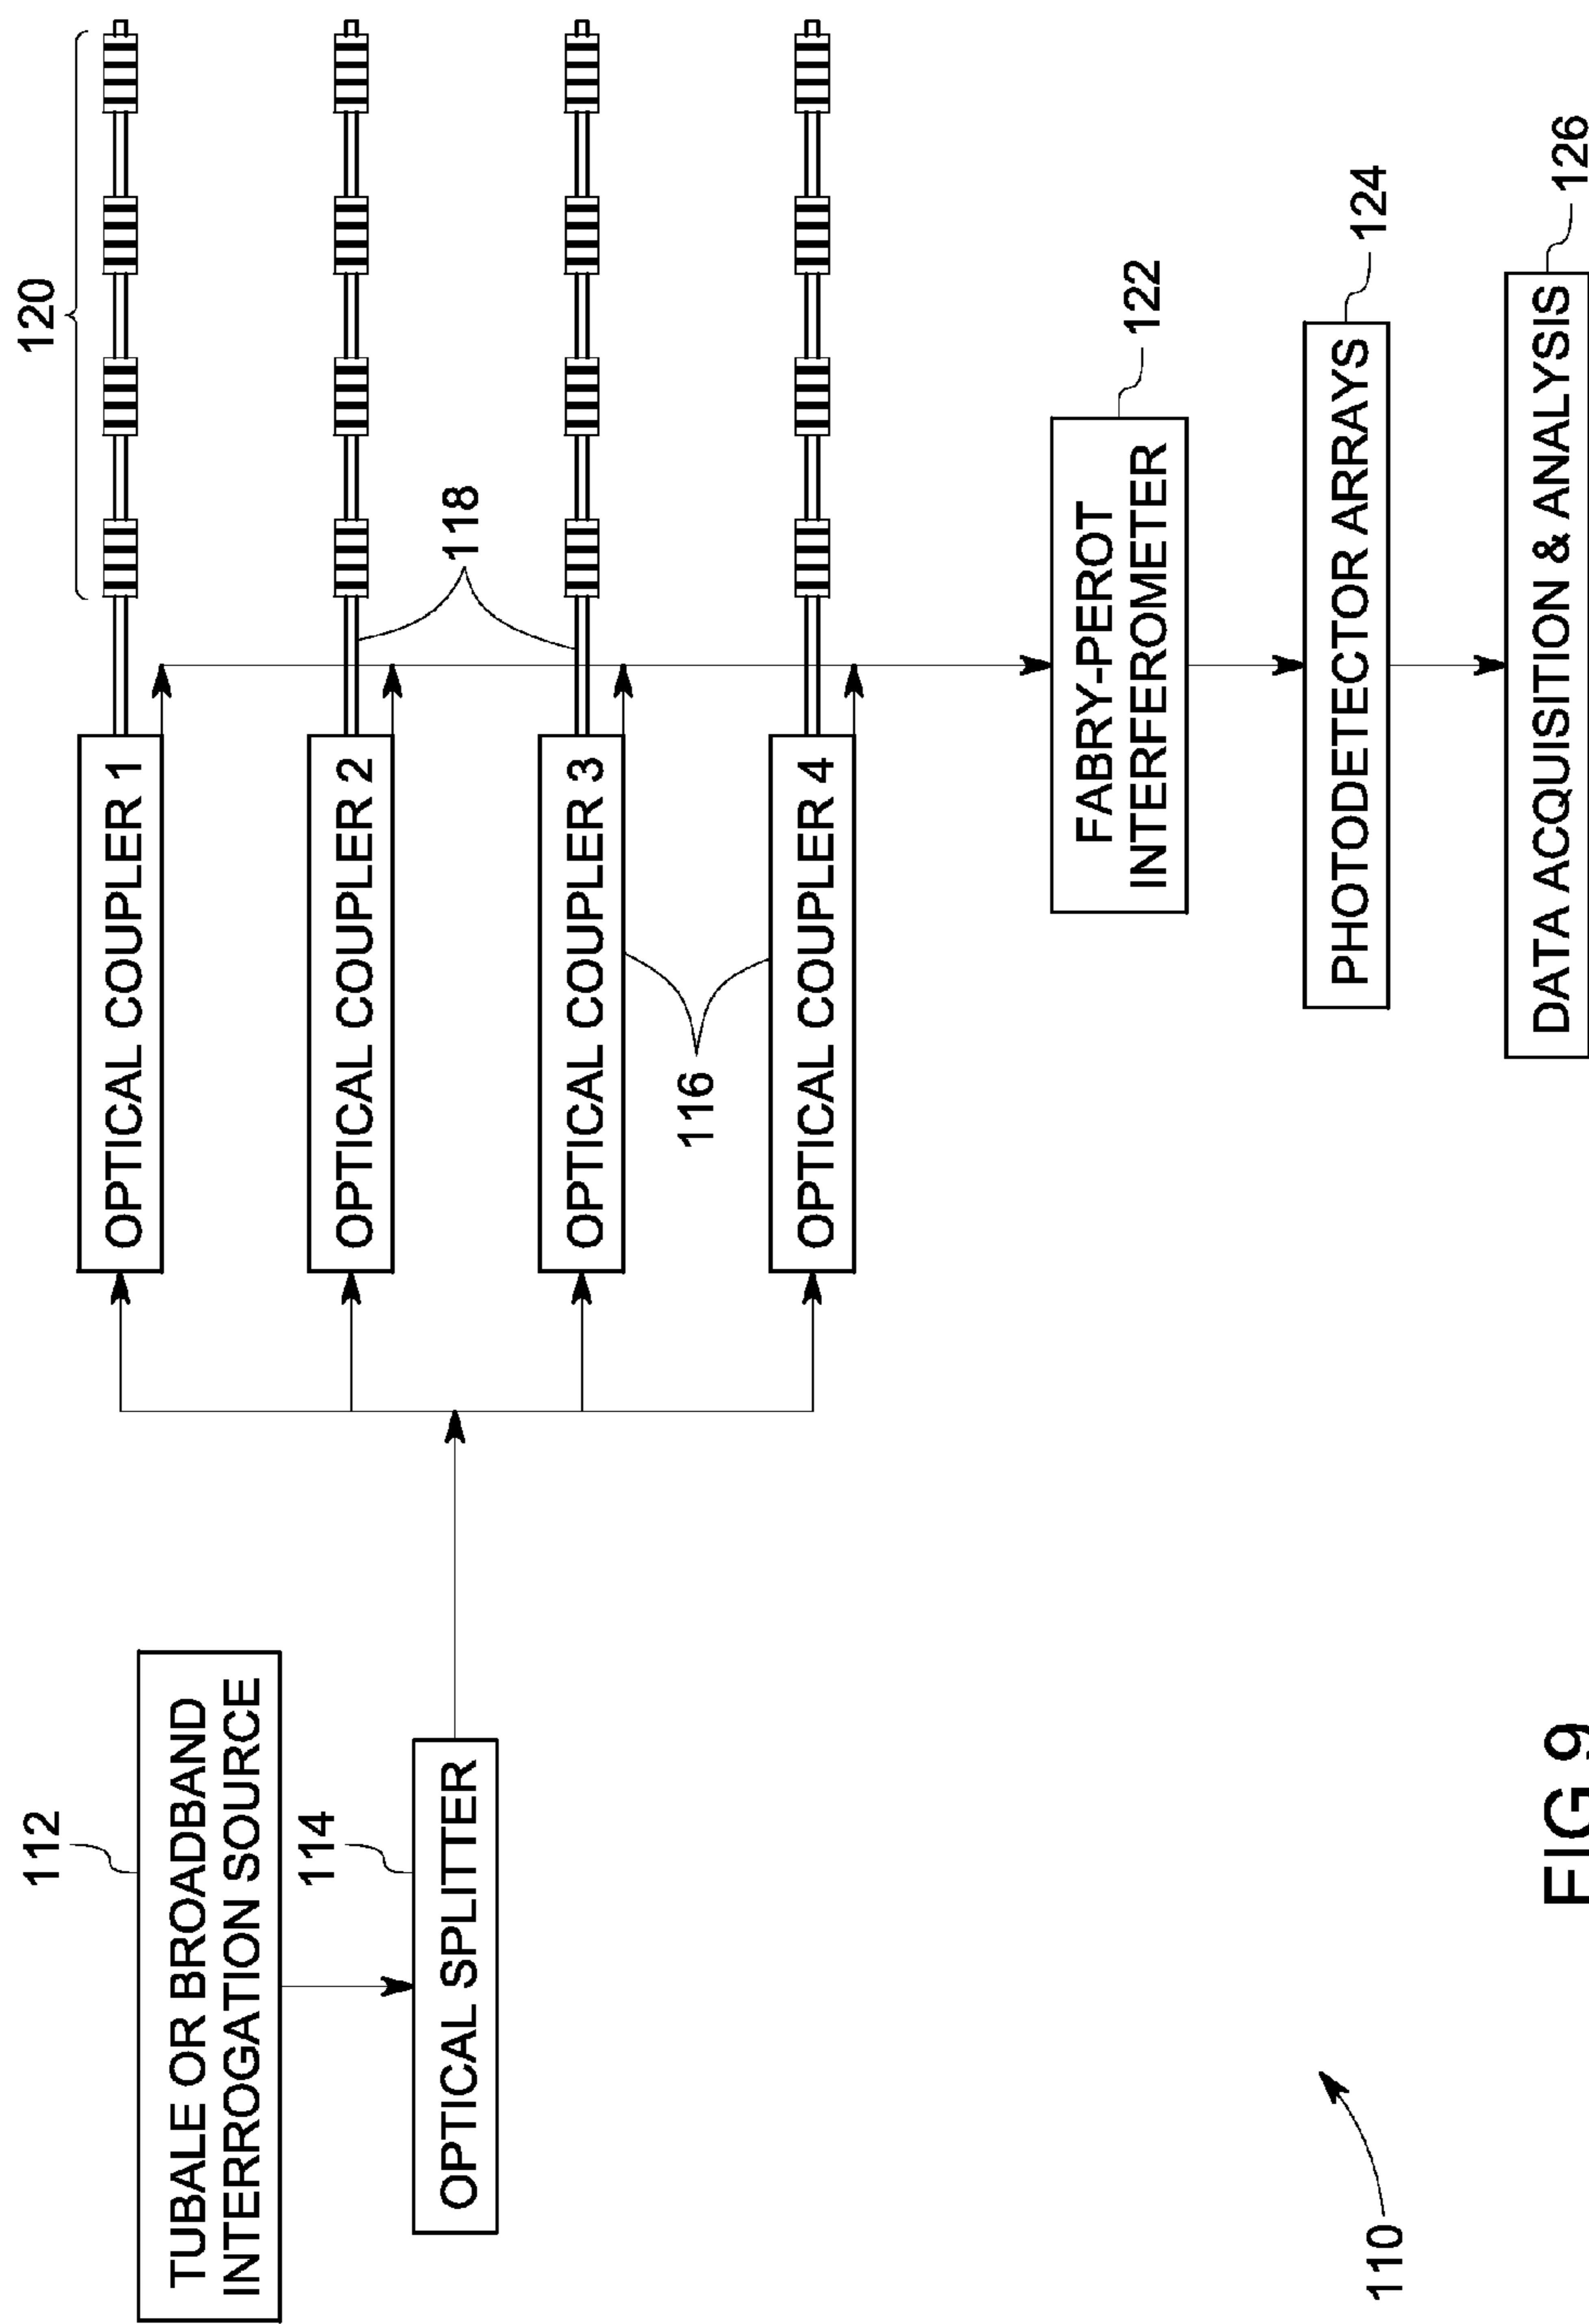 112
TUBALE OR BROADBAND
INTERROGATION SOURCE
114
OPTICAL SPLITTER
120
OPTICAL COUPLER 1
OPTICAL COUPLER 2
118
OPTICAL COUPLER 3
116
OPTICAL COUPLER 4
FABRY-PEROT
INTERFEROMETER
122
PHOTODETECTOR ARRAYS
124
DATA ACQUISITION & ANALYSIS
126
110
FIG 9